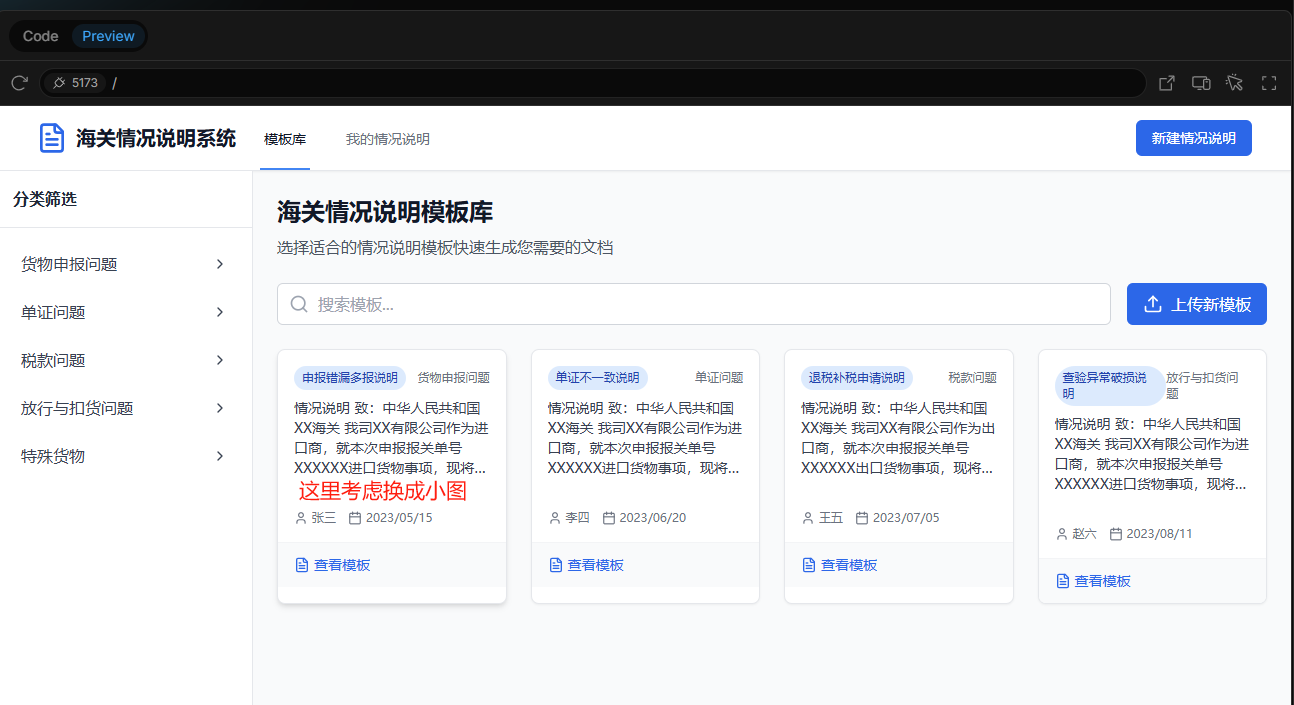 Code Preview
5173 /
海关情况说明系统 模板库 我的情况说明 新建情况说明
分类筛选
货物申报问题
单证问题
税款问题
放行与扣货问题
特殊货物
海关情况说明模板库
选择适合的情况说明模板快速生成您需要的文档
搜索模板... 上传新模板
申报错漏多报说明 货物申报问题
情况说明 致：中华人民共和国
XX海关 我司XX有限公司作为进
口商，就本次申报报关单号
XXXXXX进口货物事项，现将...
这里考虑换成小图
张三 2023/05/15
查看模板
单证不一致说明 单证问题
情况说明 致：中华人民共和国
XX海关 我司XX有限公司作为进
口商，就本次申报报关单号
XXXXXX进口货物事项，现将...
李四 2023/06/20
查看模板
退税补税申请说明 税款问题
情况说明 致：中华人民共和国
XX海关 我司XX有限公司作为出
口商，就本次申报报关单号
XXXXXX出口货物事项，现将...
王五 2023/07/05
查看模板
查验异常破损说
明
放行与扣货问
题
情况说明 致：中华人民共和国
XX海关 我司XX有限公司作为进
口商，就本次申报报关单号
XXXXXX进口货物事项，现将...
赵六 2023/08/11
查看模板